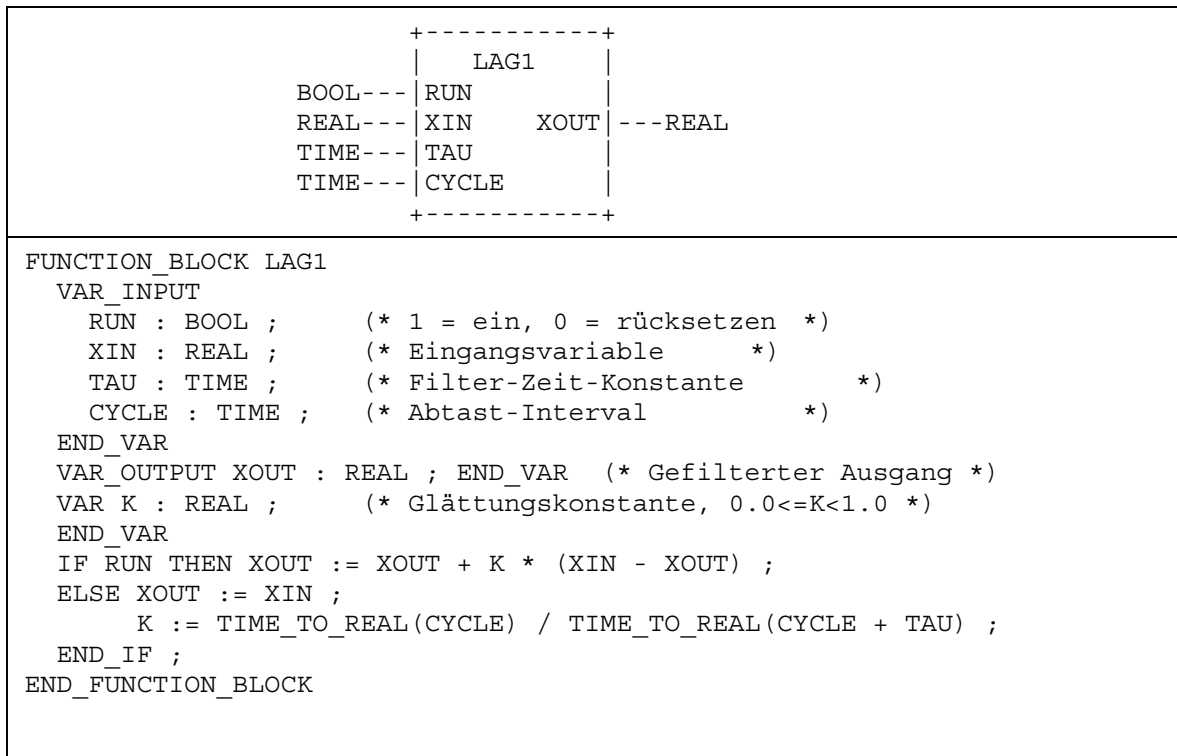 +-----------+
| LAG1 |
BOOL---|RUN |
REAL---|XIN XOUT|---REAL
TIME---|TAU |
TIME---|CYCLE |
+-----------+
FUNCTION_BLOCK LAG1
VAR_INPUT
RUN : BOOL ; (* 1 = ein, 0 = rücksetzen *)
XIN : REAL ; (* Eingangsvariable *)
TAU : TIME ; (* Filter-Zeit-Konstante *)
CYCLE : TIME ; (* Abtast-Interval *)
END_VAR
VAR_OUTPUT XOUT : REAL ; END_VAR (* Gefilterter Ausgang *)
VAR K : REAL ; (* Glättungskonstante, 0.0<=K<1.0 *)
END_VAR
IF RUN THEN XOUT := XOUT + K * (XIN - XOUT) ;
ELSE XOUT := XIN ;
K := TIME_TO_REAL(CYCLE) / TIME_TO_REAL(CYCLE + TAU) ;
END_IF ;
END_FUNCTION_BLOCK